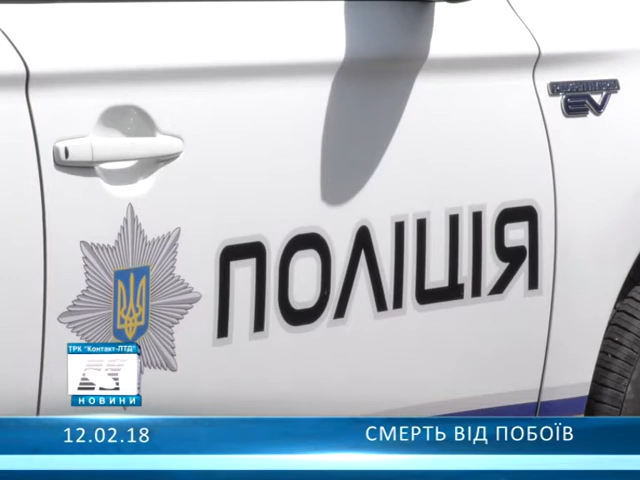 EV
ПОЛІЦІЯ
ТРК "Контакт-ЛТД"
НОВИНИ
12.02.18
СМЕРТЬ ВІД ПОБОЇВ